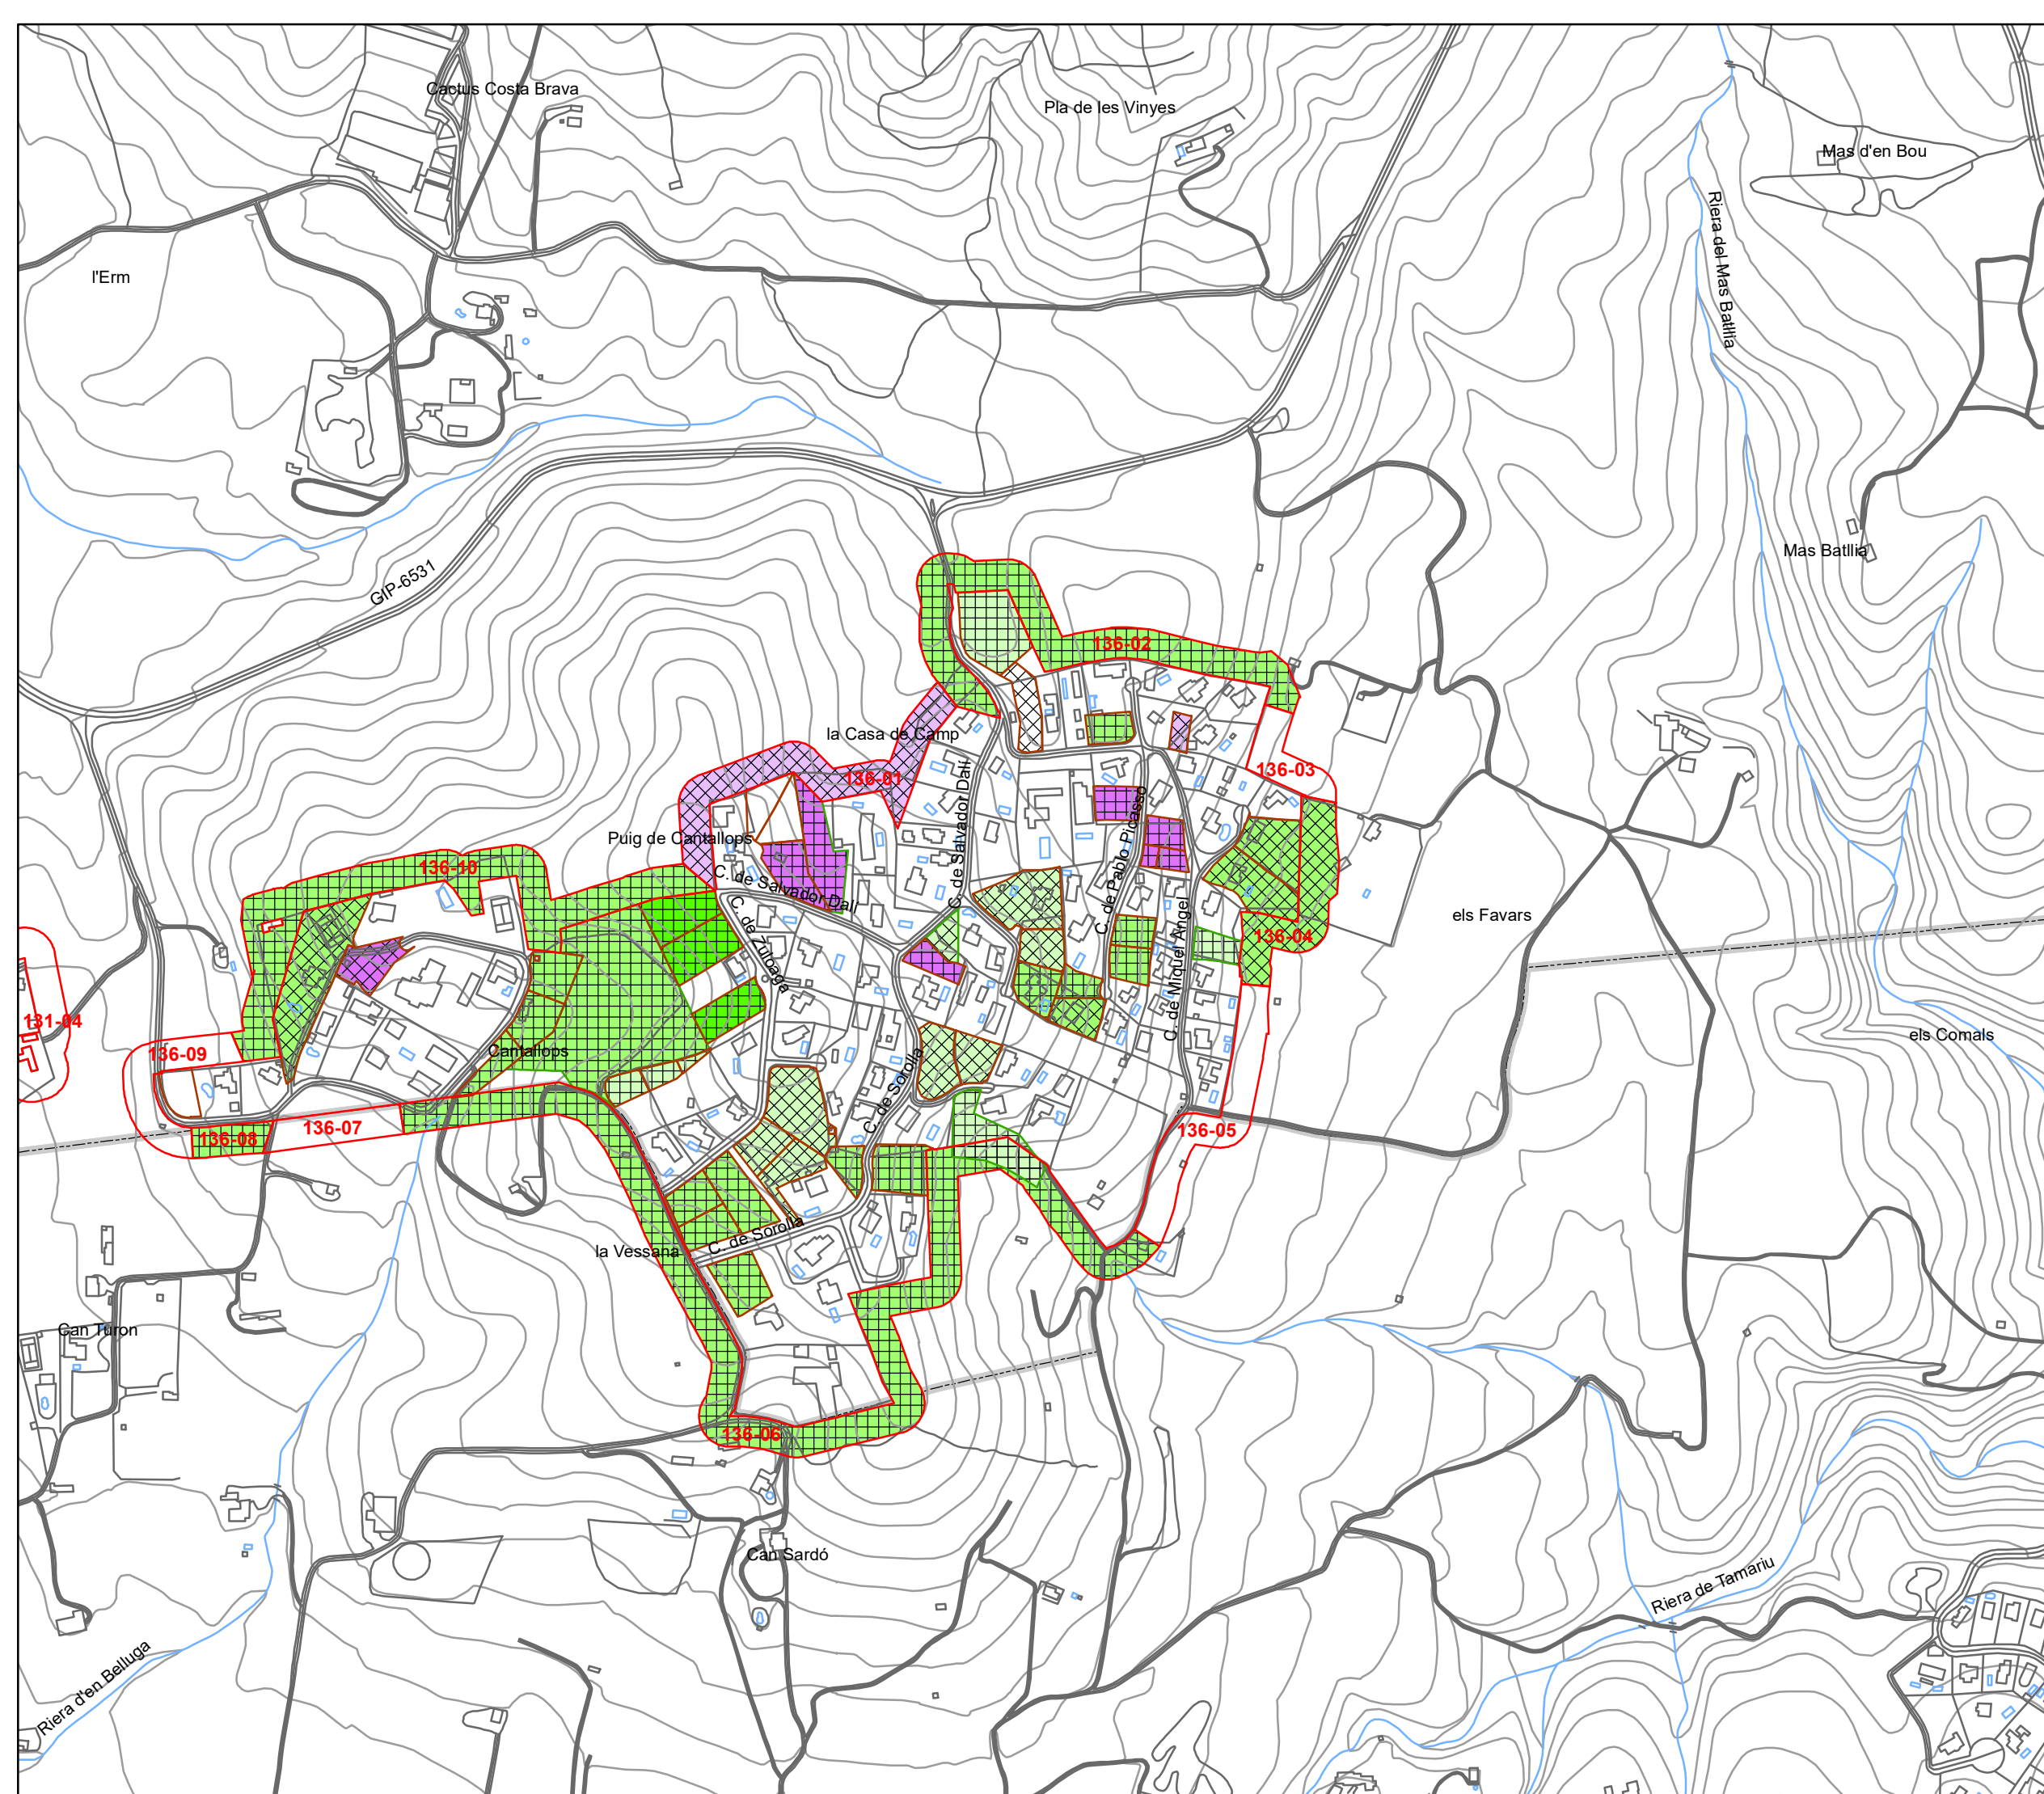 Cactus Costa Brava
Pla de les Vinyes
Mas d'en Bou
l'Erm
Riera del Mas Batllia
Mas Batllia
GIP-6531
136-02
la Casa de Camp
136-01
136-03
C. de Salvador Dalí
Puig de Cantallops
C. de Pablo Picasso
136-10
C. de Salvador Dalí
els Favars
C. de Zuloaga
136-04
C. de Miquel Àngel
131-04
els Comals
136-09
Cantallops
C. de Sorolla
136-07
136-08
136-05
la Vessana
C. de Sorolla
Can Turon
136-06
Can Sardó
Riera de Tamariu
Riera d'en Belluga